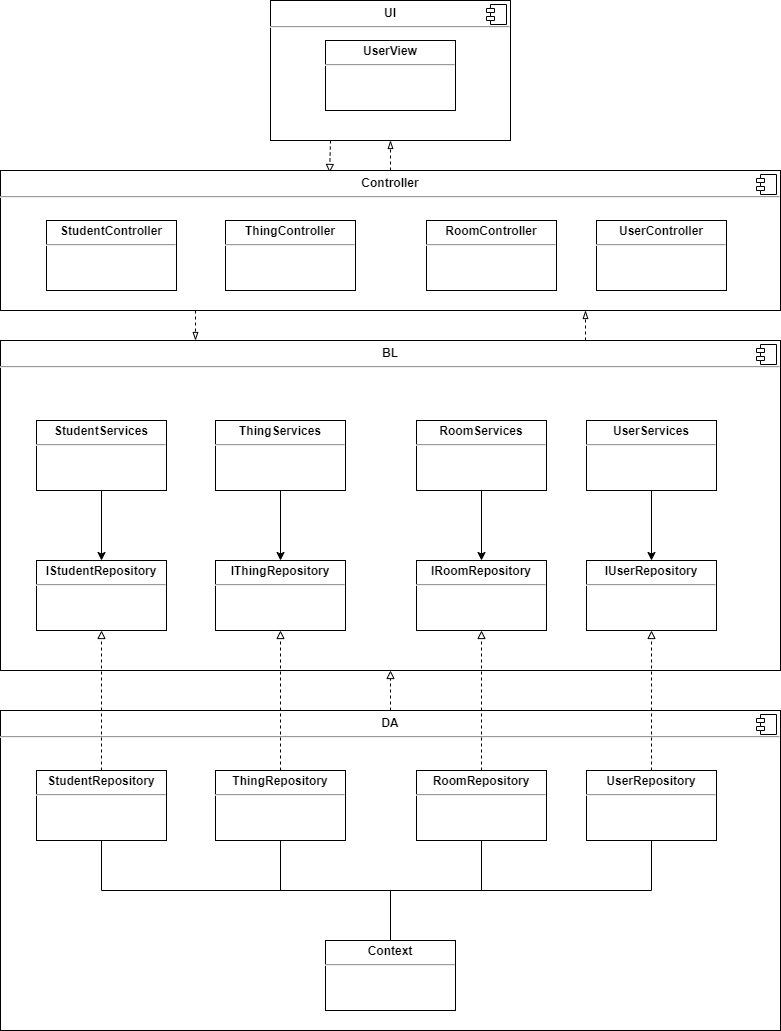 UI
UserView
Controller
StudentController
ThingController
RoomController
UserController
BL
StudentServices
ThingServices
RoomServices
UserServices
IStudentRepository
IThingRepository
IRoomRepository
IUserRepository
DA
StudentRepository
ThingRepository
RoomRepository
UserRepository
Context